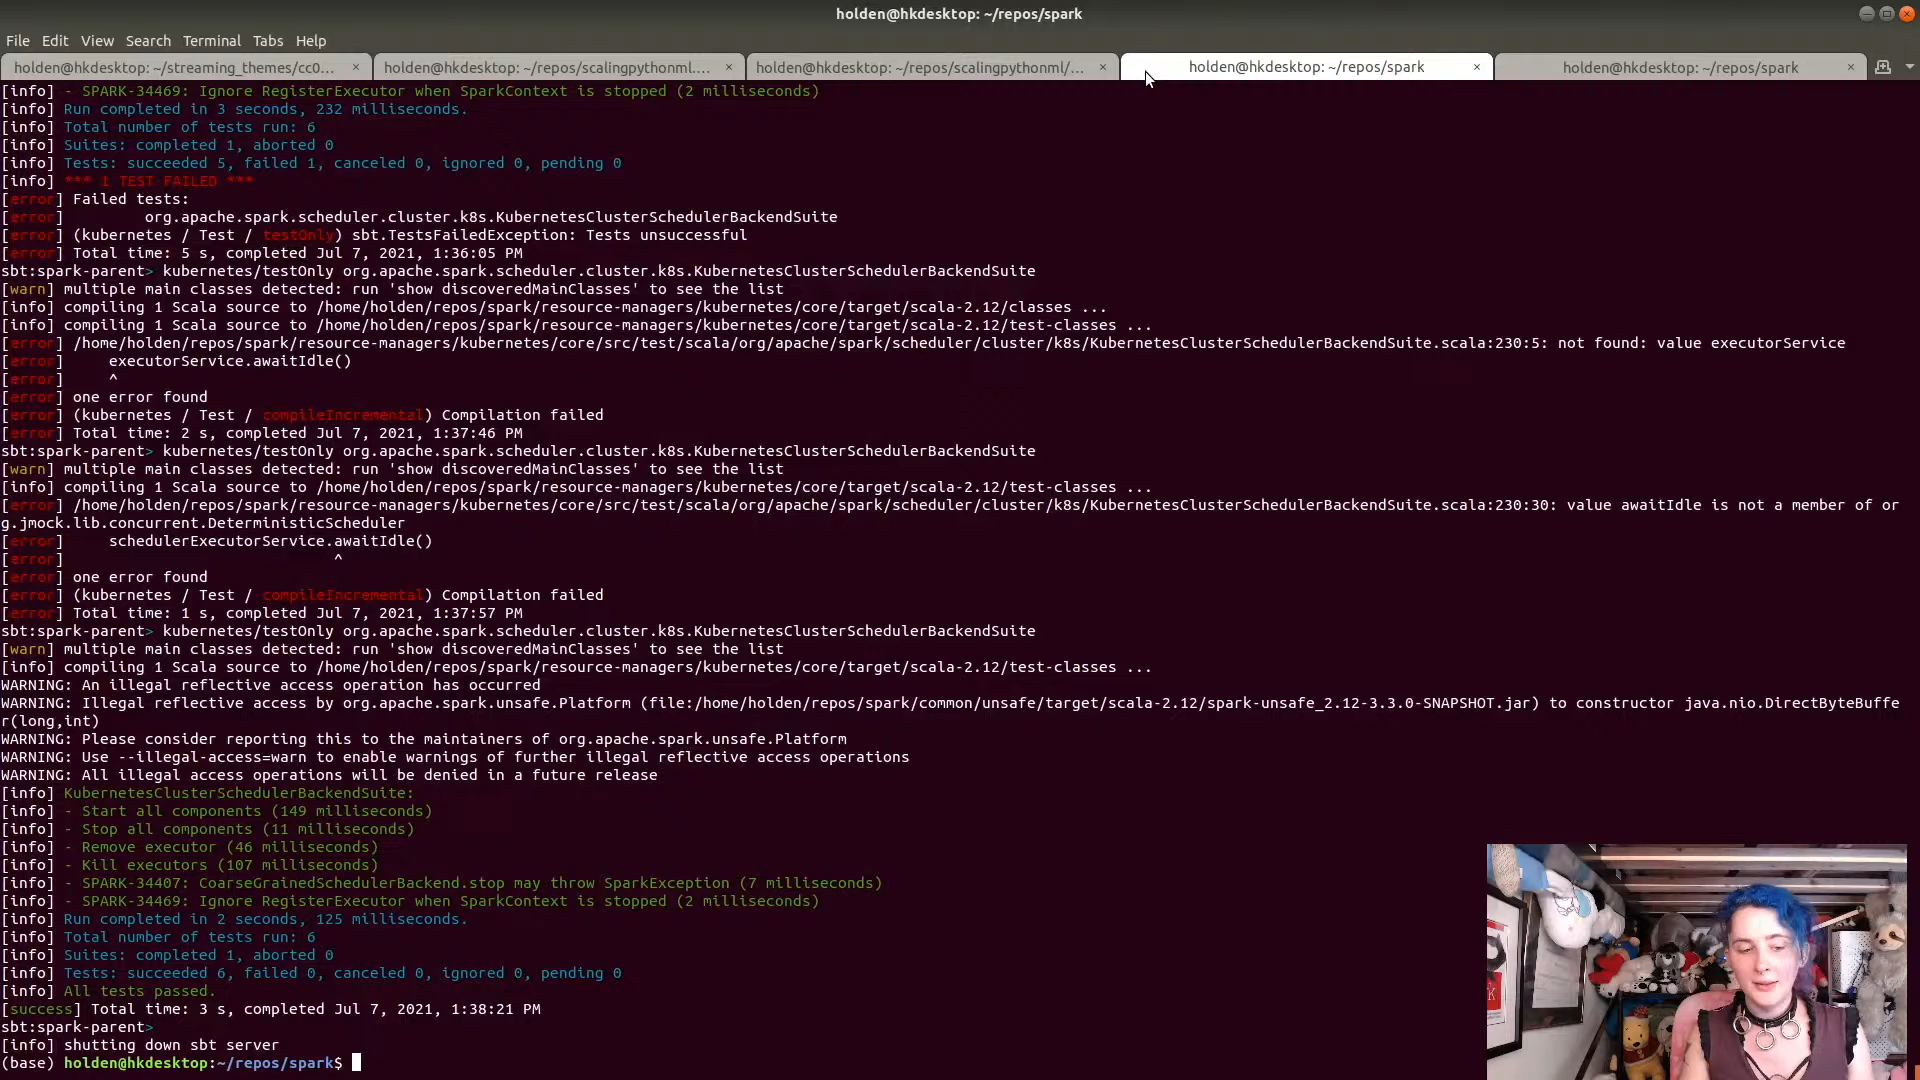 holden@hkdesktop: ~/repos/spark
File Edit View Search Terminal Tabs Help
holden@hkdesktop: ~/streaming_themes/cc0... × holden@hkdesktop: ~/repos/scalingpythonml.... × holden@hkdesktop: ~/repos/scalingpythonml/... × holden@hkdesktop: ~/repos/spark × holden@hkdesktop: ~/repos/spark ×
[info] - SPARK-34469: Ignore RegisterExecutor when SparkContext is stopped (2 milliseconds)
[info] Run completed in 3 seconds, 232 milliseconds.
[info] Total number of tests run: 6
[info] Suites: completed 1, aborted 0
[info] Tests: succeeded 5, failed 1, canceled 0, ignored 0, pending 0
[info] *** 1 TEST FAILED ***
[error] Failed tests:
[error] org.apache.spark.scheduler.cluster.k8s.KubernetesClusterSchedulerBackendSuite
[error] (kubernetes / Test / testOnly) sbt.TestsFailedException: Tests unsuccessful
[error] Total time: 5 s, completed Jul 7, 2021, 1:36:05 PM
sbt:spark-parent> kubernetes/testOnly org.apache.spark.scheduler.cluster.k8s.KubernetesClusterSchedulerBackendSuite
[warn] multiple main classes detected: run 'show discoveredMainClasses' to see the list
[info] compiling 1 Scala source to /home/holden/repos/spark/resource-managers/kubernetes/core/target/scala-2.12/classes ...
[info] compiling 1 Scala source to /home/holden/repos/spark/resource-managers/kubernetes/core/target/scala-2.12/test-classes ...
[error] /home/holden/repos/spark/resource-managers/kubernetes/core/src/test/scala/org/apache/spark/scheduler/cluster/k8s/KubernetesClusterSchedulerBackendSuite.scala:230:5: not found: value executorService
[error] executorService.awaitIdle()
[error] ^
[error] one error found
[error] (kubernetes / Test / compileIncremental) Compilation failed
[error] Total time: 2 s, completed Jul 7, 2021, 1:37:46 PM
sbt:spark-parent> kubernetes/testOnly org.apache.spark.scheduler.cluster.k8s.KubernetesClusterSchedulerBackendSuite
[warn] multiple main classes detected: run 'show discoveredMainClasses' to see the list
[info] compiling 1 Scala source to /home/holden/repos/spark/resource-managers/kubernetes/core/target/scala-2.12/test-classes ...
[error] /home/holden/repos/spark/resource-managers/kubernetes/core/src/test/scala/org/apache/spark/scheduler/cluster/k8s/KubernetesClusterSchedulerBackendSuite.scala:230:30: value awaitIdle is not a member of or
g.jmock.lib.concurrent.DeterministicScheduler
[error] schedulerExecutorService.awaitIdle()
[error] ^
[error] one error found
[error] (kubernetes / Test / compileIncremental) Compilation failed
[error] Total time: 1 s, completed Jul 7, 2021, 1:37:57 PM
sbt:spark-parent> kubernetes/testOnly org.apache.spark.scheduler.cluster.k8s.KubernetesClusterSchedulerBackendSuite
[warn] multiple main classes detected: run 'show discoveredMainClasses' to see the list
[info] compiling 1 Scala source to /home/holden/repos/spark/resource-managers/kubernetes/core/target/scala-2.12/test-classes ...
WARNING: An illegal reflective access operation has occurred
WARNING: Illegal reflective access by org.apache.spark.unsafe.Platform (file:/home/holden/repos/spark/common/unsafe/target/scala-2.12/spark-unsafe_2.12-3.3.0-SNAPSHOT.jar) to constructor java.nio.DirectByteBuffe
r(long,int)
WARNING: Please consider reporting this to the maintainers of org.apache.spark.unsafe.Platform
WARNING: Use --illegal-access=warn to enable warnings of further illegal reflective access operations
WARNING: All illegal access operations will be denied in a future release
[info] KubernetesClusterSchedulerBackendSuite:
[info] - Start all components (149 milliseconds)
[info] - Stop all components (11 milliseconds)
[info] - Remove executor (46 milliseconds)
[info] - Kill executors (107 milliseconds)
[info] - SPARK-34407: CoarseGrainedSchedulerBackend.stop may throw SparkException (7 milliseconds)
[info] - SPARK-34469: Ignore RegisterExecutor when SparkContext is stopped (2 milliseconds)
[info] Run completed in 2 seconds, 125 milliseconds.
[info] Total number of tests run: 6
[info] Suites: completed 1, aborted 0
[info] Tests: succeeded 6, failed 0, canceled 0, ignored 0, pending 0
[info] All tests passed.
[success] Total time: 3 s, completed Jul 7, 2021, 1:38:21 PM
sbt:spark-parent>
[info] shutting down sbt server
(base) holden@hkdesktop:~/repos/spark$